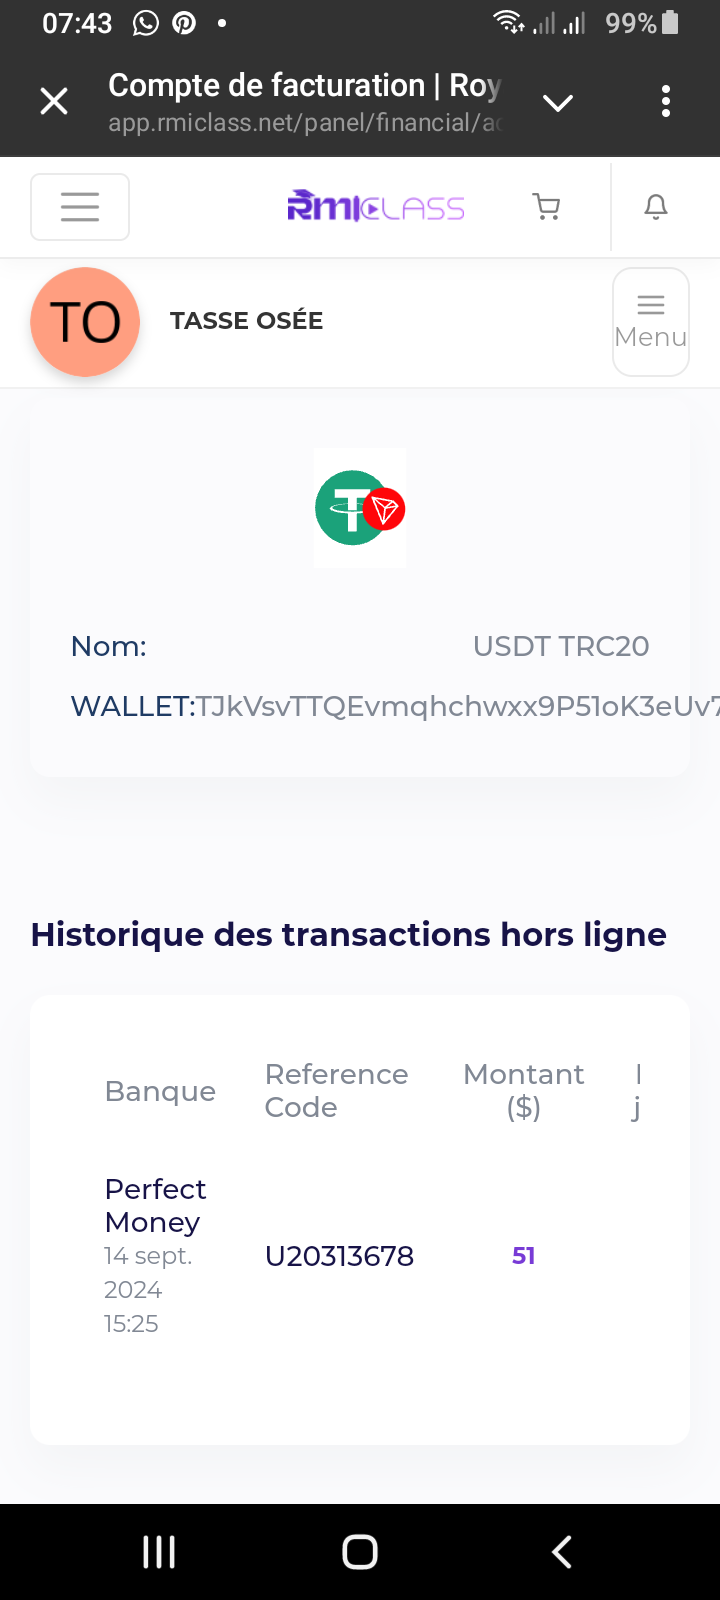 07:43 99%
Compte de facturation | Roy
app.rmiclass.net/panel/financial/ac
RMICLASS
TO TASSE OSÉE
Menu
Nom: USDT TRC20
WALLET:TJkVsvTTQEvmqhchwxx9P51oK3eUv7
Historique des transactions hors ligne
Banque
Reference
Code
Montant
($)
Perfect
Money
14 sept.
2024
15:25
U20313678
51